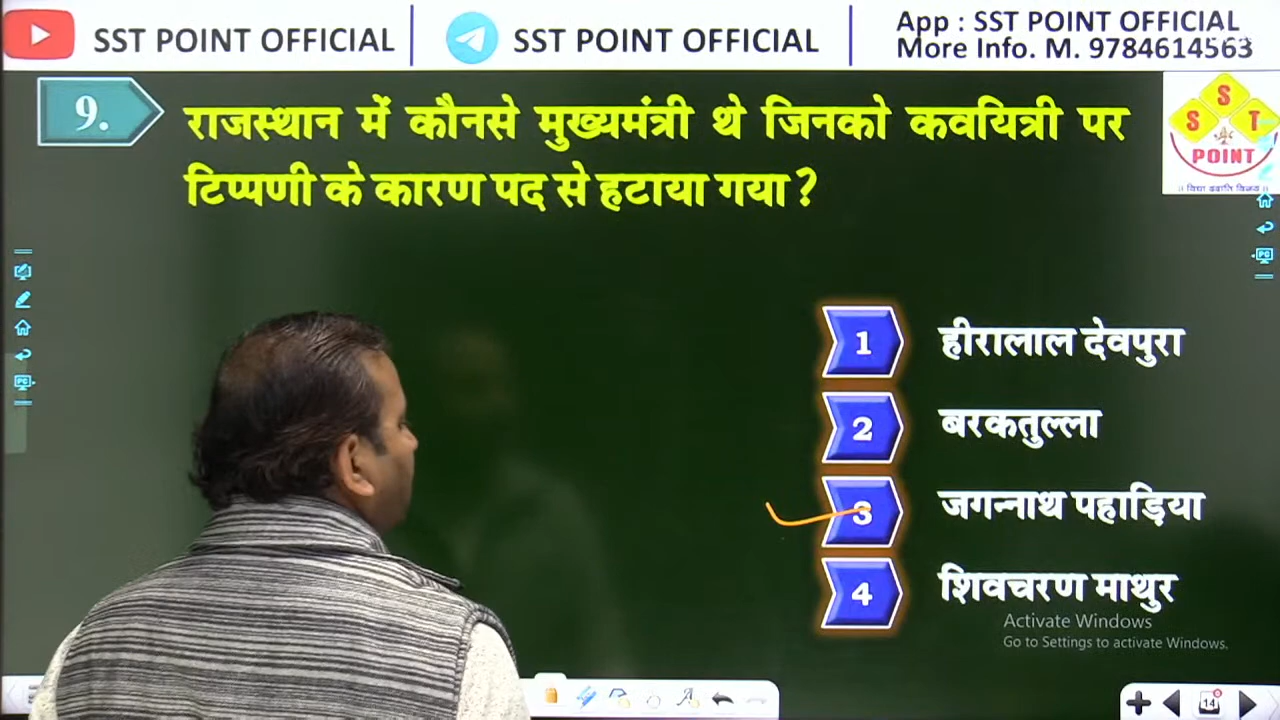 SST POINT OFFICIAL
SST POINT OFFICIAL
App : SST POINT OFFICIAL
More Info. M. 9784614563
9.
राजस्थान में कौनसे मुख्यमंत्री थे जिनको कवयित्री पर
टिप्पणी के कारण पद से हटाया गया ?
S
S T
POINT
1 हीरालाल देवपुरा
2 बरकतुल्ला
3 जगन्नाथ पहाड़िया
4 शिवचरण माथुर
Activate Windows
Go to Settings to activate Windows.
14